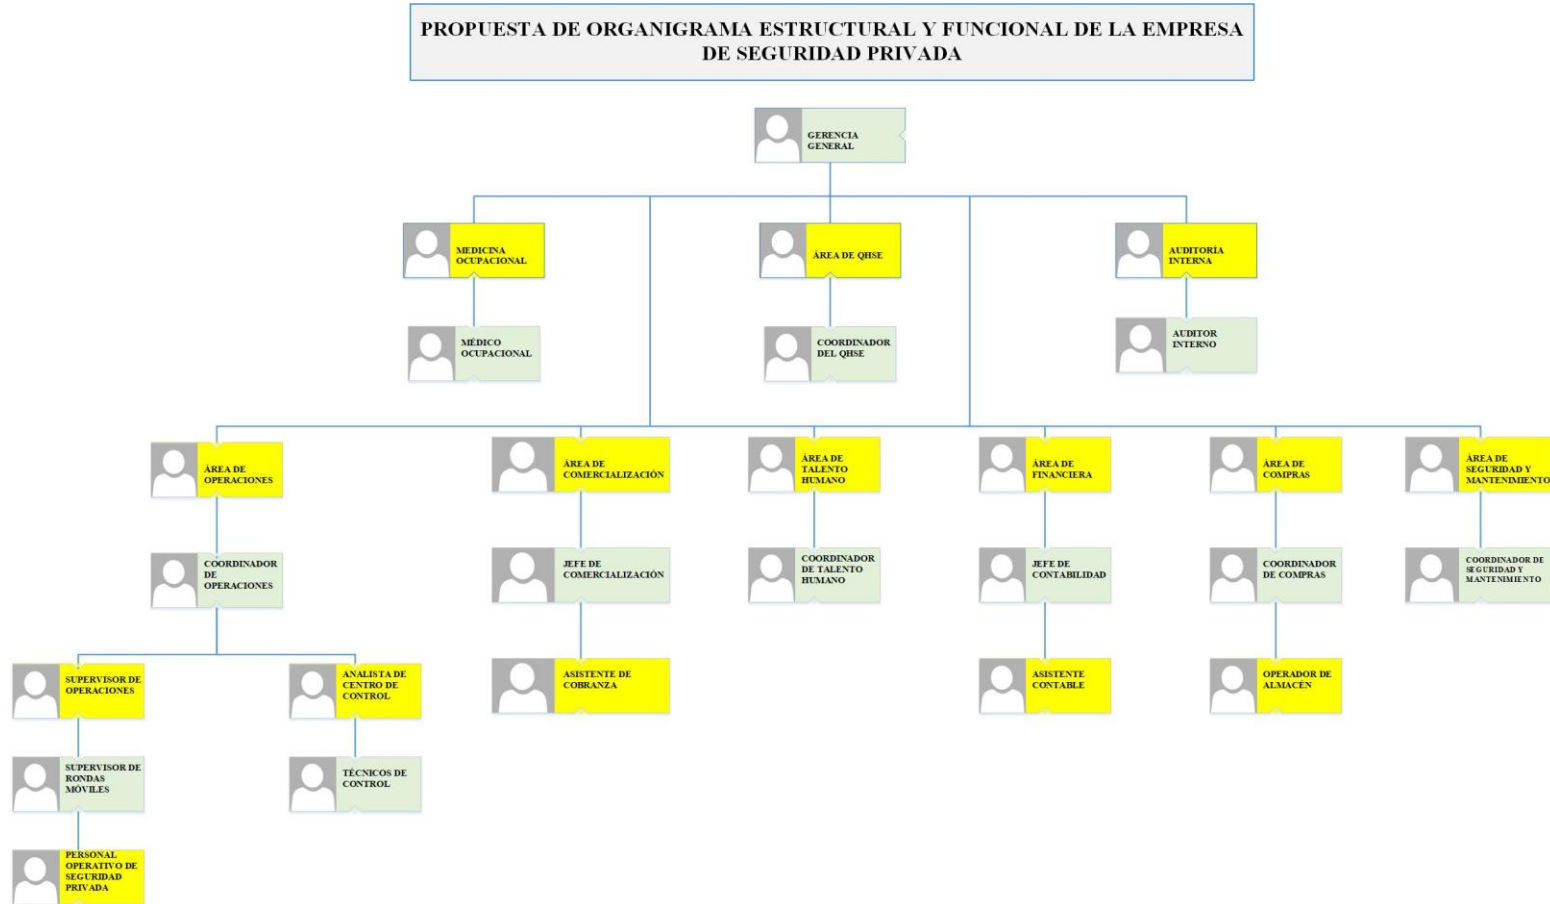 PROPUESTA DE ORGANIGRAMA ESTRUCTURAL Y FUNCIONAL DE LA EMPRESA
DE SEGURIDAD PRIVADA
GERENCIA
GENERAL
MEDICINA
OCUPACIONAL
ÁREA DE QHSE
AUDITORÍA
INTERNA
MÉDICO
OCUPACIONAL
COORDINADOR
DEL QHSE
AUDITOR
INTERNO
ÁREA DE
OPERACIONES
ÁREA DE
COMERCIALIZACIÓN
ÁREA DE
TALENTO
HUMANO
ÁREA DE
FINANCIERA
ÁREA DE
COMPRAS
ÁREA DE
SEGURIDAD Y
MANTENIMIENTO
COORDINADOR
DE
OPERACIONES
JEFE DE
COMERCIALIZACIÓN
COORDINADOR
DE TALENTO
HUMANO
JEFE DE
CONTABILIDAD
COORDINADOR
DE COMPRAS
COORDINADOR DE
SEGURIDAD Y
MANTENIMIENTO
SUPERVISOR DE
OPERACIONES
ANALISTA DE
CENTRO DE
CONTROL
ASISTENTE DE
COBRANZA
ASISTENTE
CONTABLE
OPERADOR DE
ALMACÉN
SUPERVISOR DE
RONDAS
MÓVILES
TÉCNICOS DE
CONTROL
PERSONAL
OPERATIVO DE
SEGURIDAD
PRIVADA